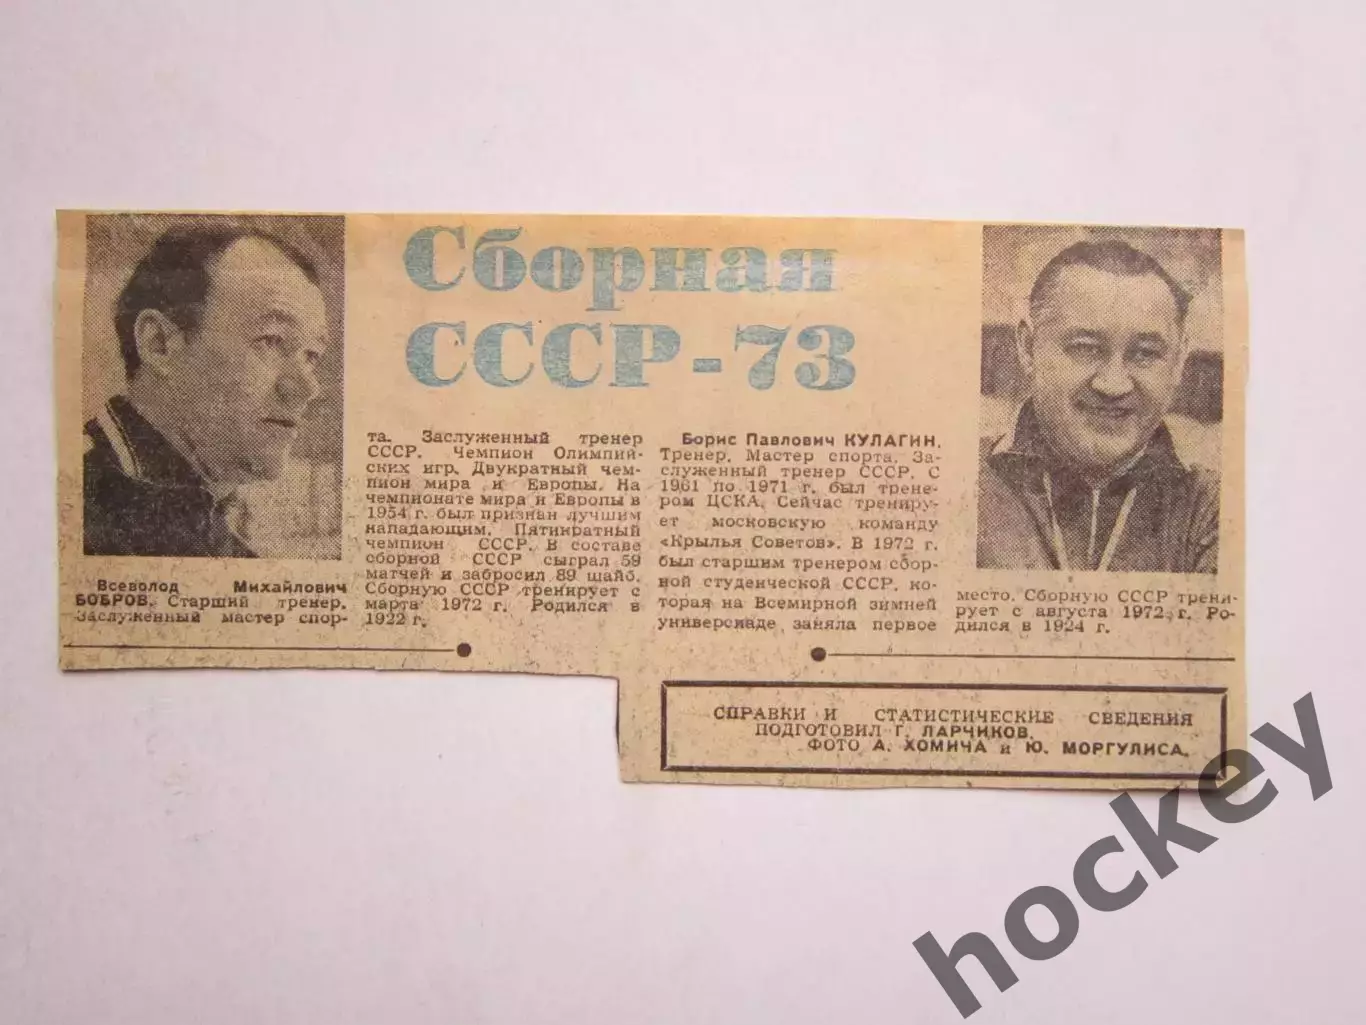 Сборная
СССР-73
Всеволод Михайлович
БОБРОВ. Старший тренер.
Заслуженный мастер спор-
та. Заслуженный тренер
СССР. Чемпион Олимпий-
ских игр. Двукратный чем-
пион мира и Европы. На
чемпионате мира и Европы в
1954 г. был признан лучшим
нападающим. Пятикратный
чемпион СССР. В составе
сборной СССР сыграл 59
матчей и забросил 89 шайб.
Сборную СССР тренирует с
марта 1972 г. Родился в
1922 г.
Борис Павлович КУЛАГИН.
Тренер. Мастер спорта. За-
служенный тренер СССР. С
1961 по 1971 г. был трене-
ром ЦСКА. Сейчас трениру-
ет московскую команду
«Крылья Советов». В 1972 г.
был старшим тренером сбор-
ной студенческой СССР, ко-
торая на Всемирной зимней
универсиаде заняла первое
место. Сборную СССР трени-
рует с августа 1972 г. Ро-
дился в 1924 г.
СПРАВКИ И СТАТИСТИЧЕСКИЕ СВЕДЕНИЯ
ПОДГОТОВИЛ Г. ЛАРЧИКОВ.
ФОТО А. ХОМИЧА и Ю. МОРГУЛИСА.
hockey